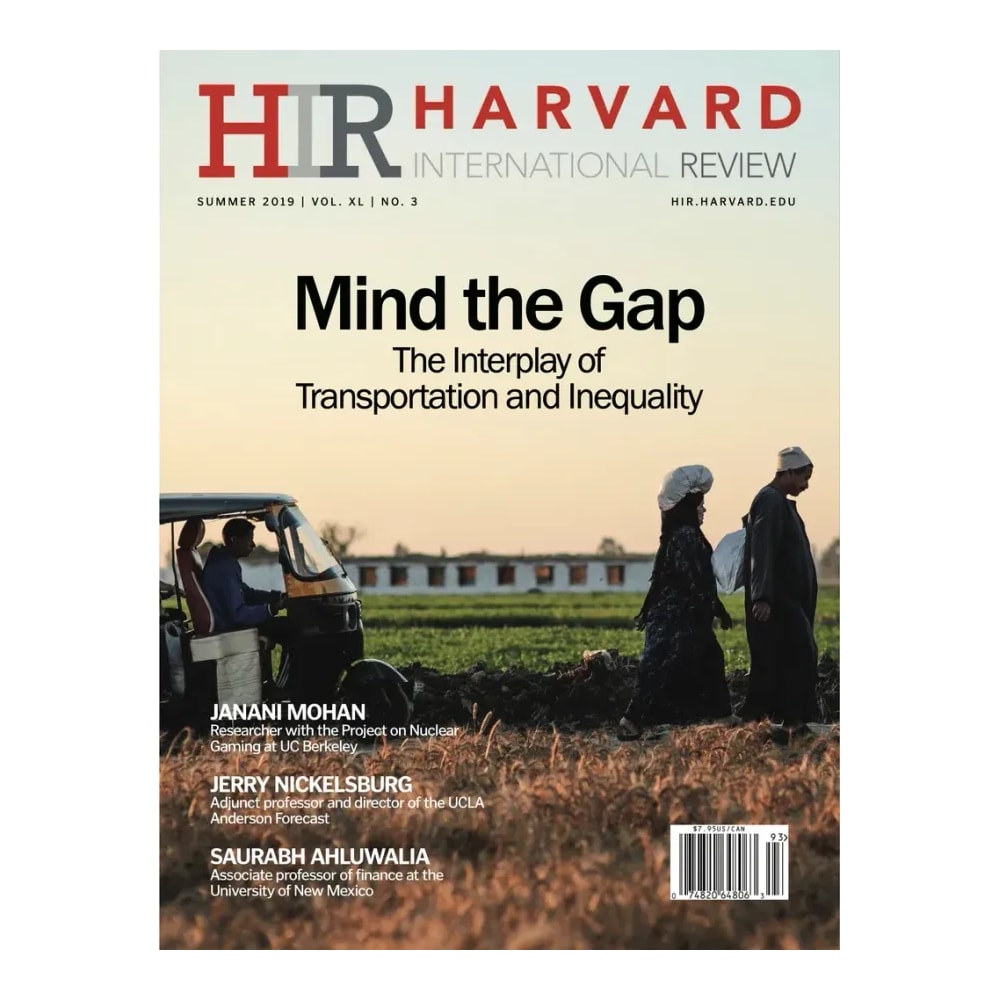 HIR HARVARD
INTERNATIONAL REVIEW
SUMMER 2019 | VOL. XL | NO. 3
HIR.HARVARD.EDU
Mind the Gap
The Interplay of
Transportation and Inequality
JANANI MOHAN
Researcher with the Project on Nuclear
Gaming at UC Berkeley
JERRY NICKELSBURG
Adjunct professor and director of the UCLA
Anderson Forecast
SAURABH AHLUWALIA
Associate professor of finance at the
University of New Mexico
$7.95US/CAN
93>
0 74820 64806 3